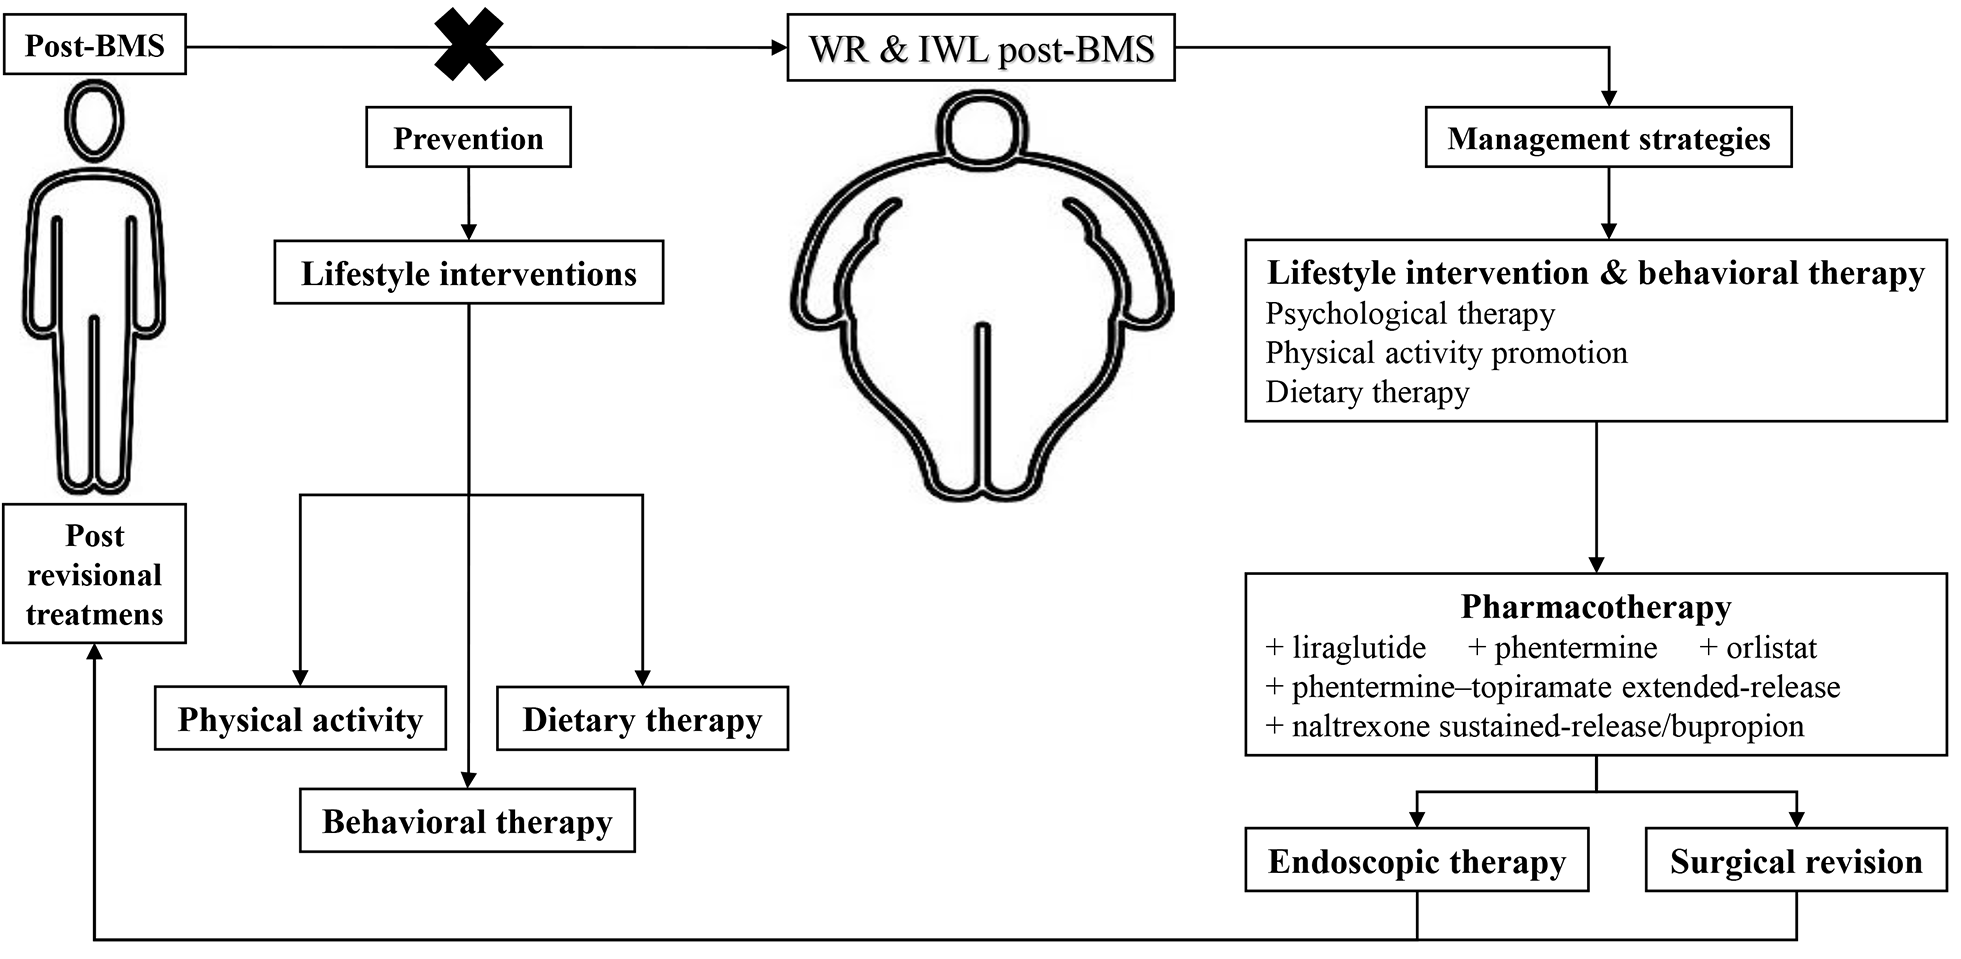 Post-BMS
WR & IWL post-BMS
Prevention
Lifestyle interventions
Physical activity
Dietary therapy
Behavioral therapy
Management strategies
Lifestyle intervention & behavioral therapy
Psychological therapy
Physical activity promotion
Dietary therapy
Pharmacotherapy
+ liraglutide + phentermine + orlistat
+ phentermine–topiramate extended-release
+ naltrexone sustained-release/bupropion
Endoscopic therapy
Surgical revision
Post
revisional
treatmens